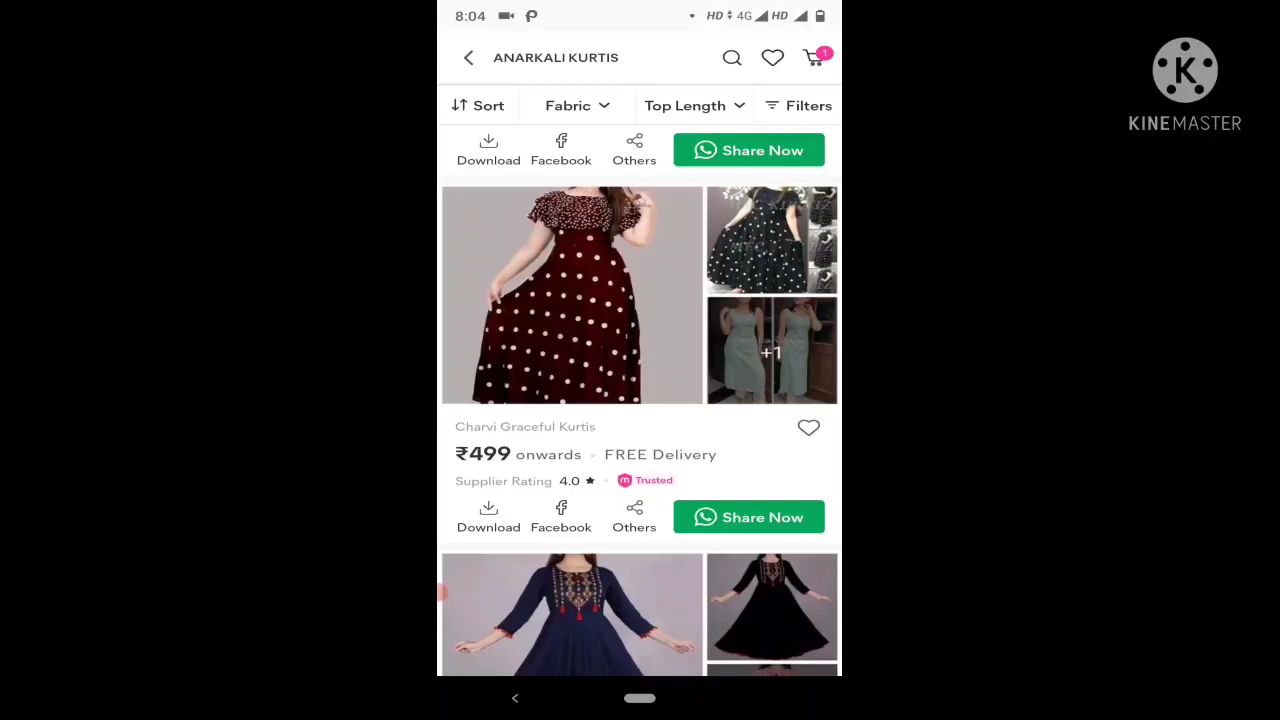 8:04 HD 4G HD
ANARKALI KURTIS
1
Sort Fabric Top Length Filters
Download Facebook Others Share Now
+1
Charvi Graceful Kurtis
₹499 onwards • FREE Delivery
Supplier Rating 4.0 ★ • m Trusted
Download Facebook Others Share Now
K
KINEMASTER